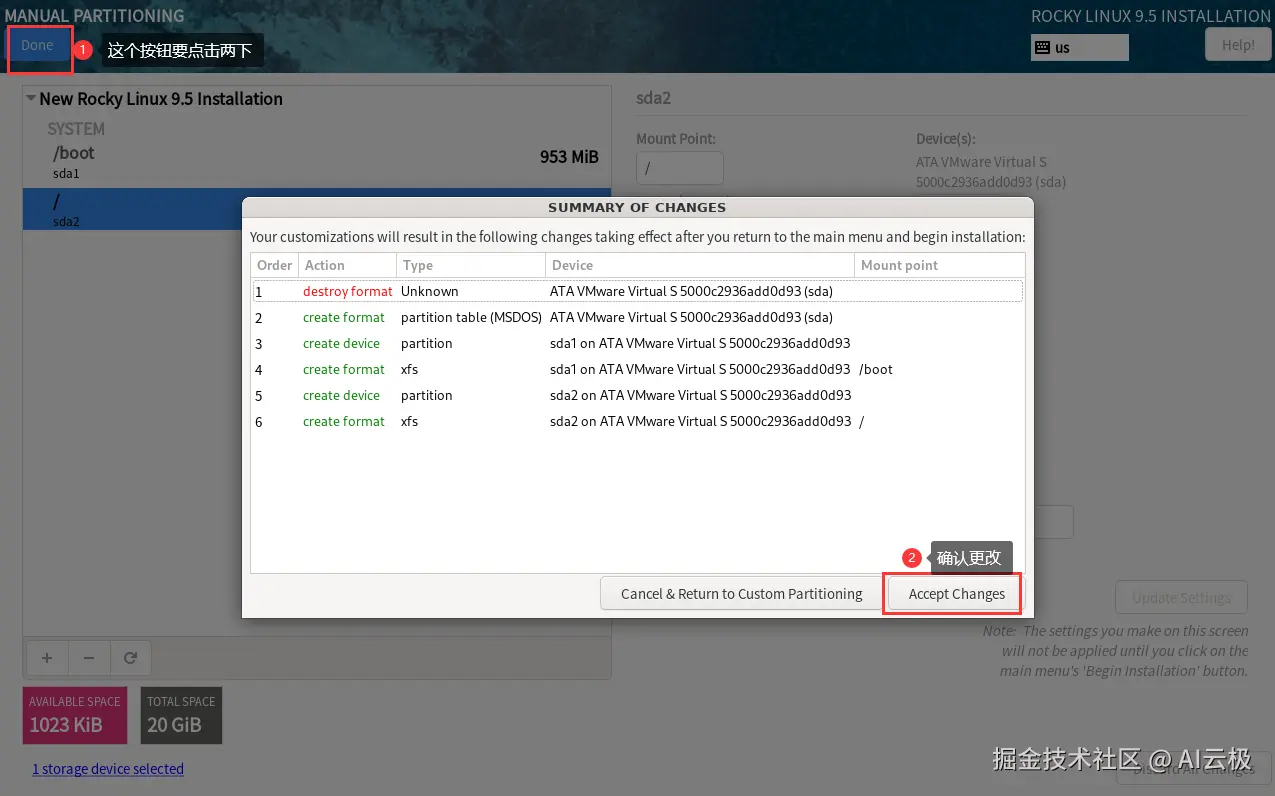 MANUAL PARTITIONING
ROCKY LINUX 9.5 INSTALLATION
Done
1
这个按钮要点击两下
us
Help!
New Rocky Linux 9.5 Installation
SYSTEM
/boot
953 MiB
sda1
/
sda2
sda2
Mount Point:
/
Device(s):
ATA VMware Virtual S
5000c2936add0d93 (sda)
SUMMARY OF CHANGES
Your customizations will result in the following changes taking effect after you return to the main menu and begin installation:
Order Action Type Device Mount point
1 destroy format Unknown ATA VMware Virtual S 5000c2936add0d93 (sda)
2 create format partition table (MSDOS) ATA VMware Virtual S 5000c2936add0d93 (sda)
3 create device partition sda1 on ATA VMware Virtual S 5000c2936add0d93
4 create format xfs sda1 on ATA VMware Virtual S 5000c2936add0d93 /boot
5 create device partition sda2 on ATA VMware Virtual S 5000c2936add0d93
6 create format xfs sda2 on ATA VMware Virtual S 5000c2936add0d93 /
2
确认更改
Cancel & Return to Custom Partitioning
Accept Changes
Update Settings
Note: The settings you make on this screen
will not be applied until you click on the
main menu's 'Begin Installation' button.
AVAILABLE SPACE
1023 KiB
TOTAL SPACE
20 GiB
1 storage device selected
Discard All Changes
掘金技术社区 @ AI云极